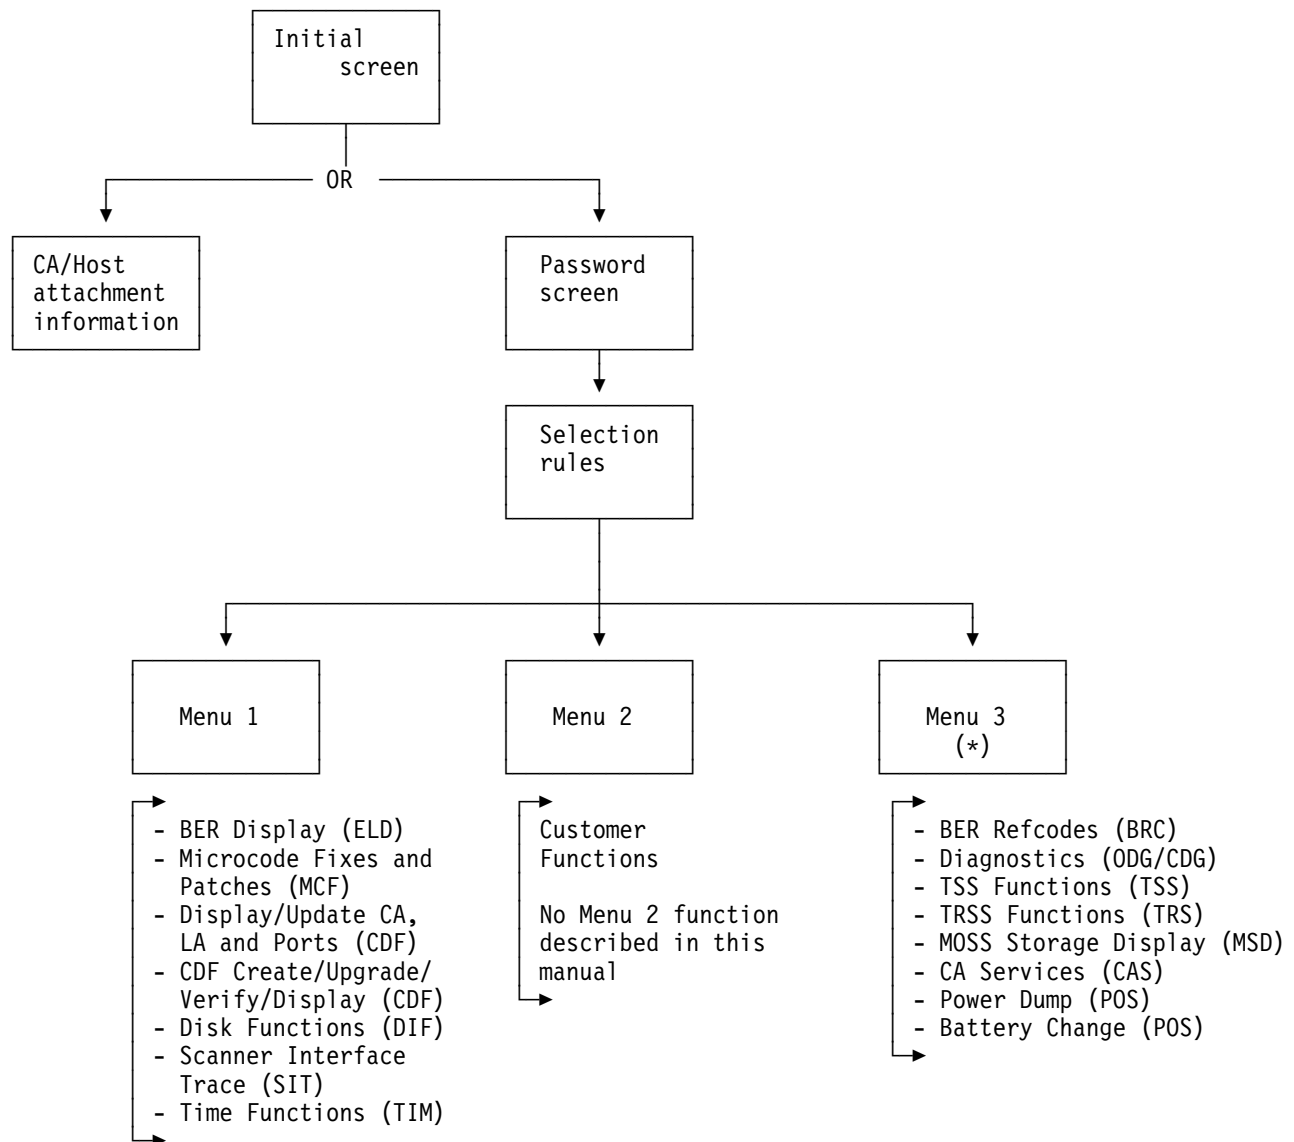 Initial
screen
OR
CA/Host
attachment
information
Password
screen
Selection
rules
Menu 1
Menu 2
Menu 3
(*)
- BER Display (ELD)
- Microcode Fixes and
Patches (MCF)
- Display/Update CA,
LA and Ports (CDF)
- CDF Create/Upgrade/
Verify/Display (CDF)
- Disk Functions (DIF)
- Scanner Interface
Trace (SIT)
- Time Functions (TIM)
Customer
Functions
No Menu 2 function
described in this
manual
- BER Refcodes (BRC)
- Diagnostics (ODG/CDG)
- TSS Functions (TSS)
- TRSS Functions (TRS)
- MOSS Storage Display (MSD)
- CA Services (CAS)
- Power Dump (POS)
- Battery Change (POS)